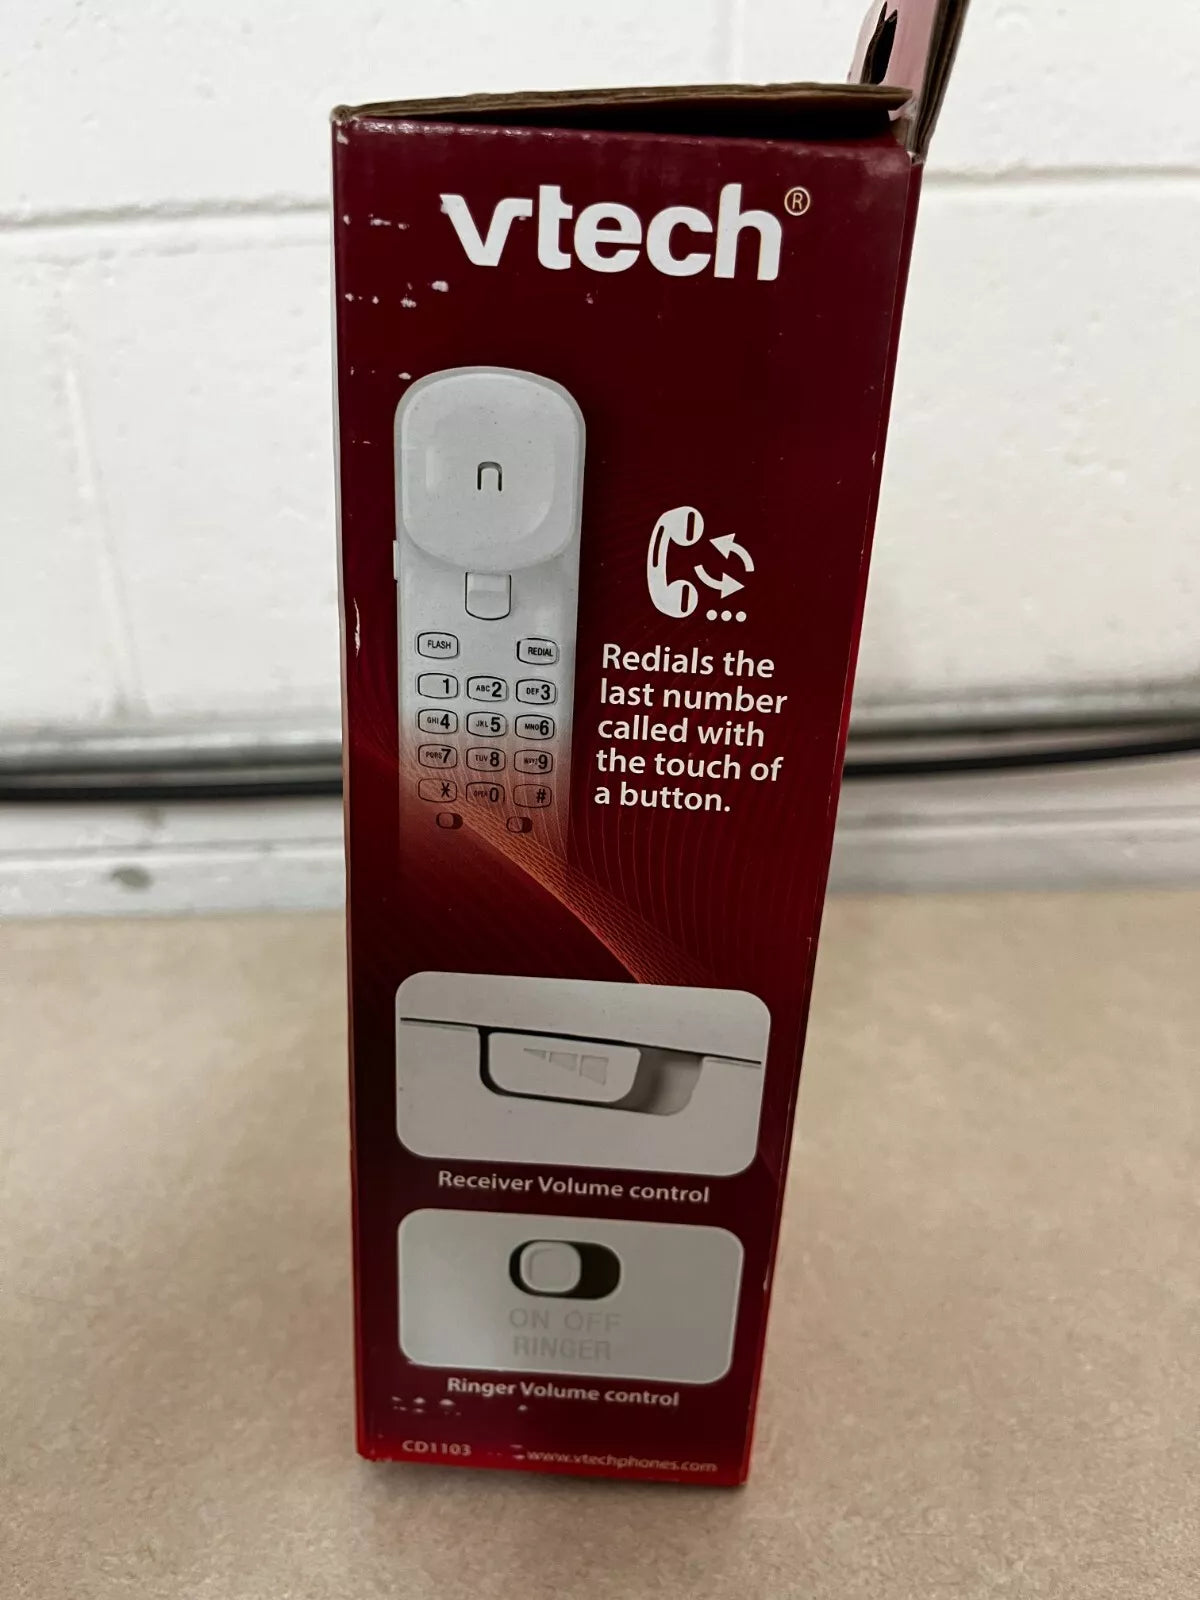 vtech®
FLASH REDIAL
1 ABC2 DEF3
GHI4 JKL5 MNO6
PQRS7 TUV8 WXYZ9
* OPER0 #
Redials the
last number
called with
the touch of
a button.
Receiver Volume control
ON OFF
RINGER
Ringer Volume control
CD1103 www.vtechphones.com